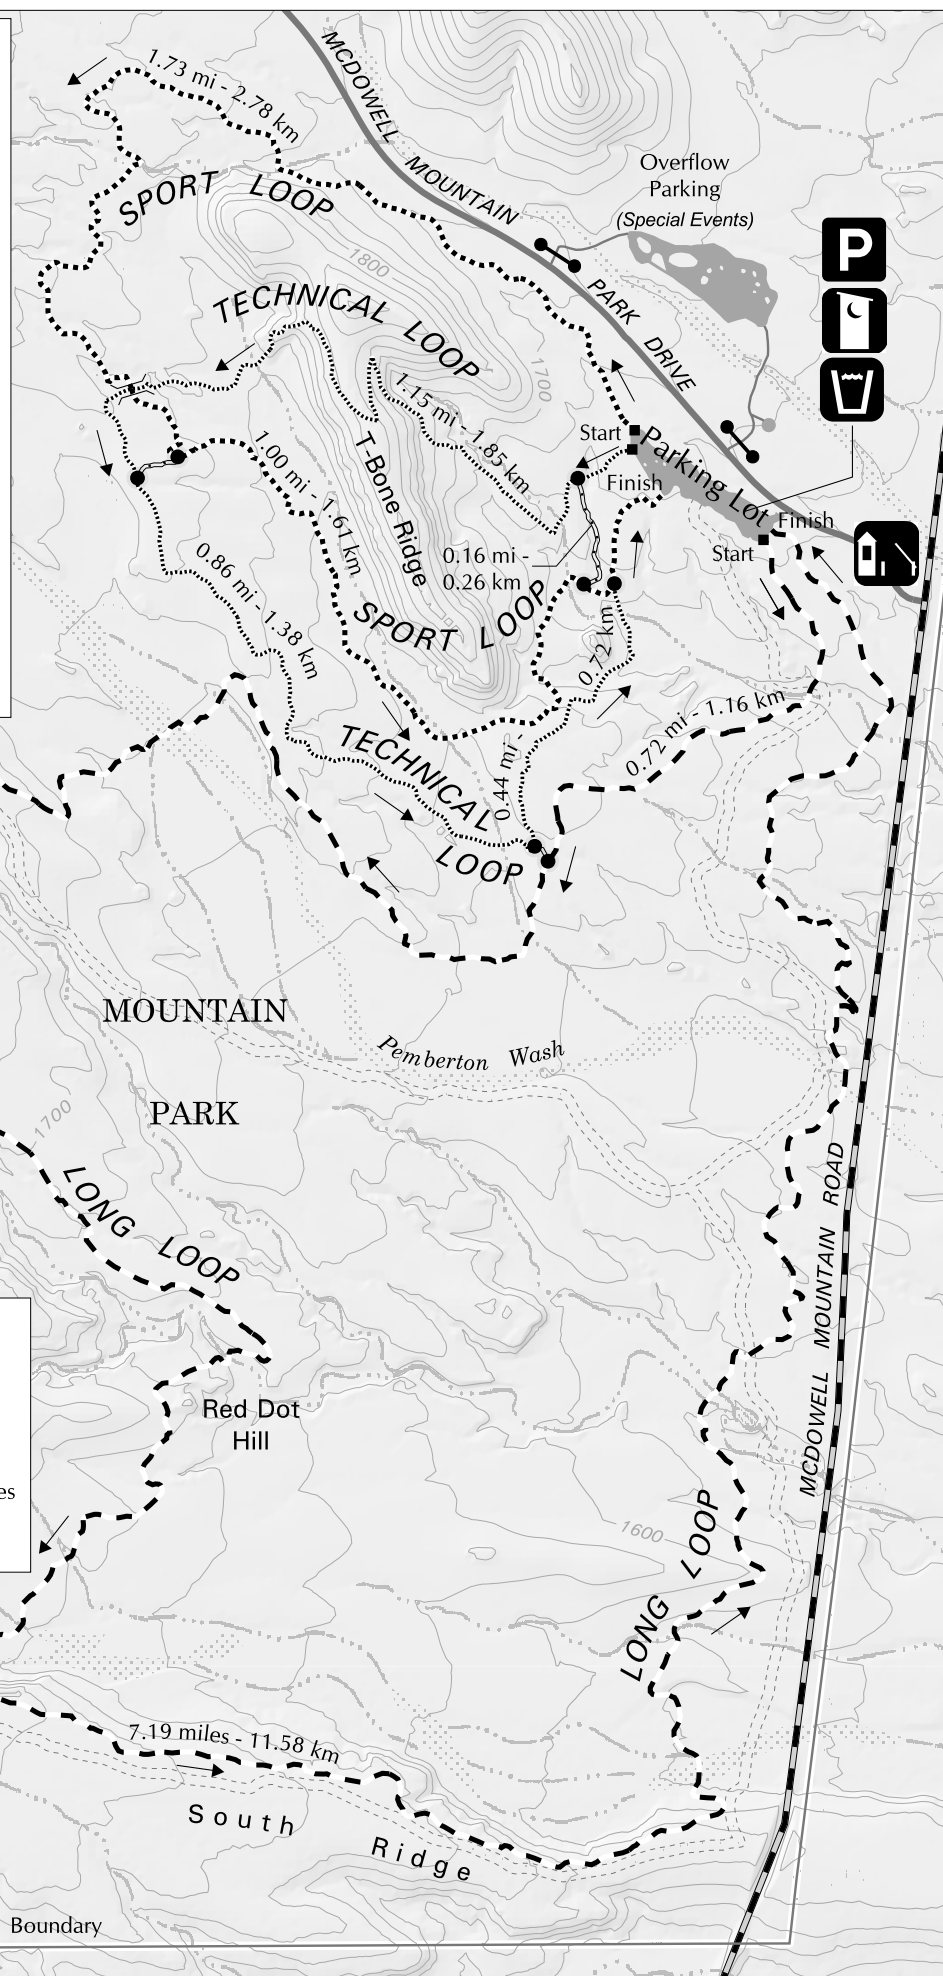 1.73 mi - 2.78 km
MCDOWELL MOUNTAIN PARK DRIVE
Overflow
Parking
(Special Events)
P
SPORT LOOP
1800
TECHNICAL LOOP
1700
1.15 mi - 1.85 km
Start
Parking Lot
Finish
Finish
Start
T-Bone Ridge
1.00 mi - 1.61 km
0.16 mi -
0.26 km
0.86 mi - 1.38 km
SPORT LOOP
0.44 mi - 0.72 km
0.72 mi - 1.16 km
TECHNICAL
LOOP
MOUNTAIN
Pemberton Wash
PARK
1700
LONG LOOP
MCDOWELL MOUNTAIN ROAD
Red Dot
Hill
es
1600
LONG LOOP
7.19 miles - 11.58 km
South Ridge
Boundary